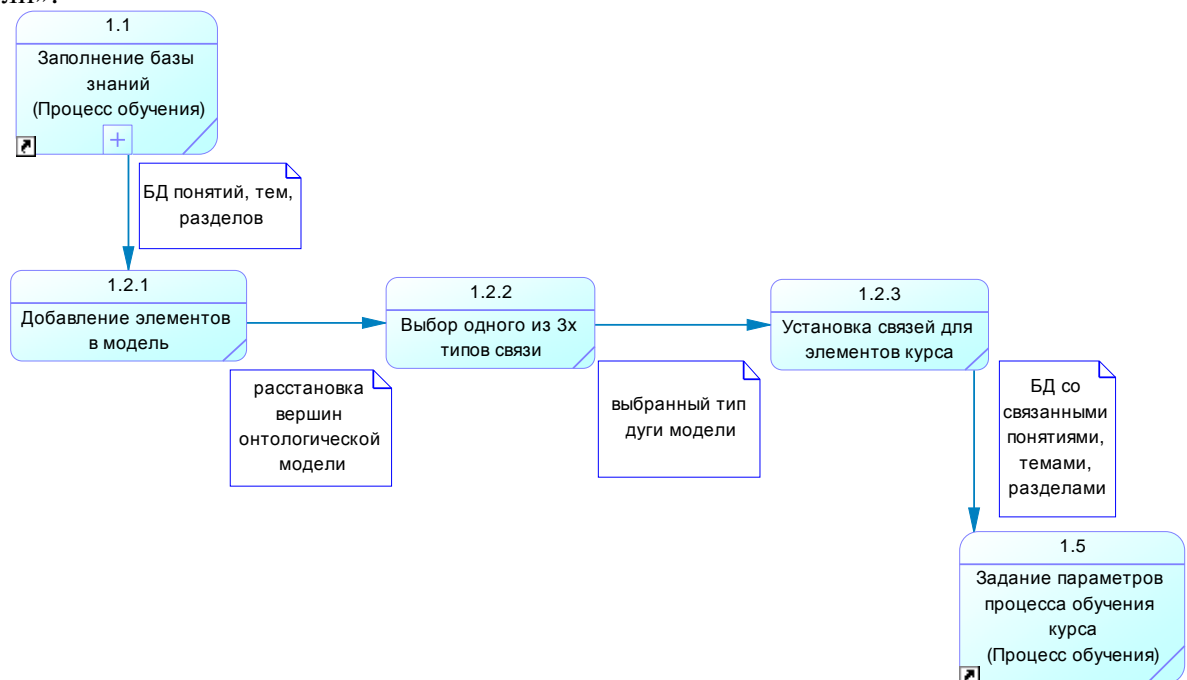 1.1
Заполнение базы
знаний
(Процесс обучения)
БД понятий, тем,
разделов
1.2.1
Добавление элементов
в модель
1.2.2
Выбор одного из 3х
типов связи
1.2.3
Установка связей для
элементов курса
расстановка
вершин
онтологической
модели
выбранный тип
дуги модели
БД со
связанными
понятиями,
темами,
разделами
1.5
Задание параметров
процесса обучения
курса
(Процесс обучения)